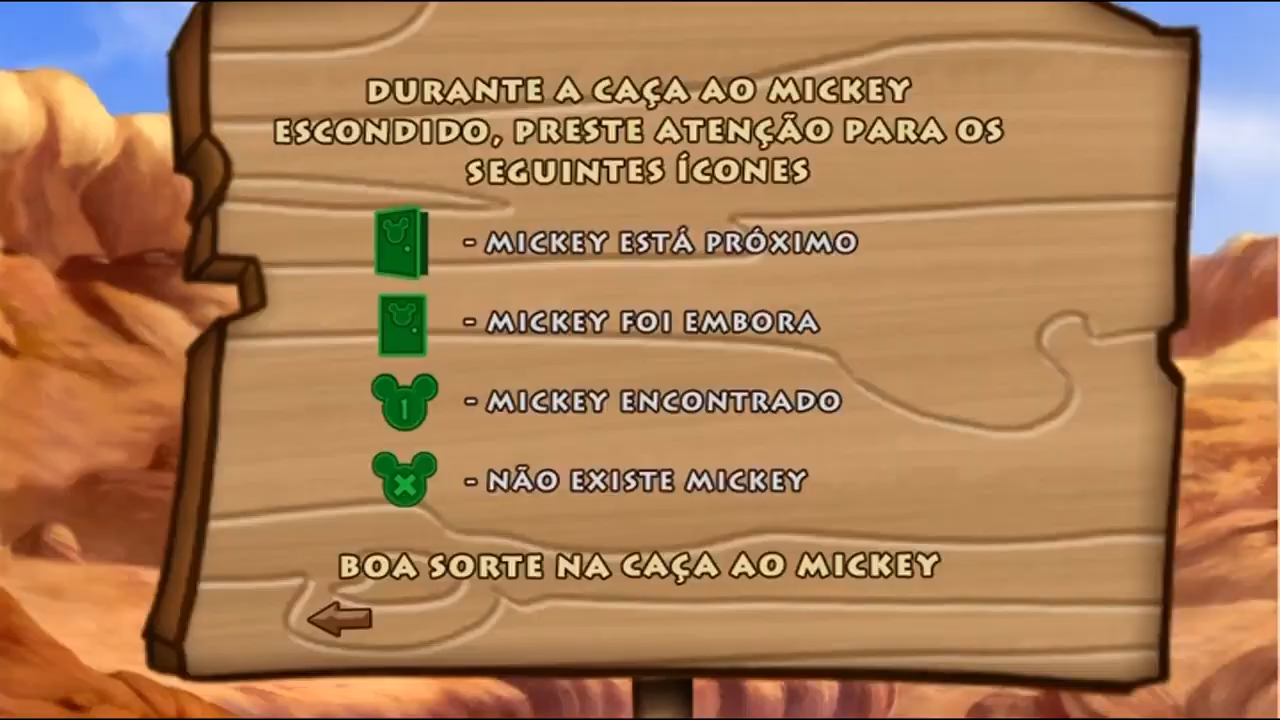 DURANTE A CAÇA AO MICKEY
ESCONDIDO, PRESTE ATENÇÃO PARA OS
SEGUINTES ÍCONES
- MICKEY ESTÁ PRÓXIMO
- MICKEY FOI EMBORA
1 - MICKEY ENCONTRADO
- NÃO EXISTE MICKEY
BOA SORTE NA CAÇA AO MICKEY